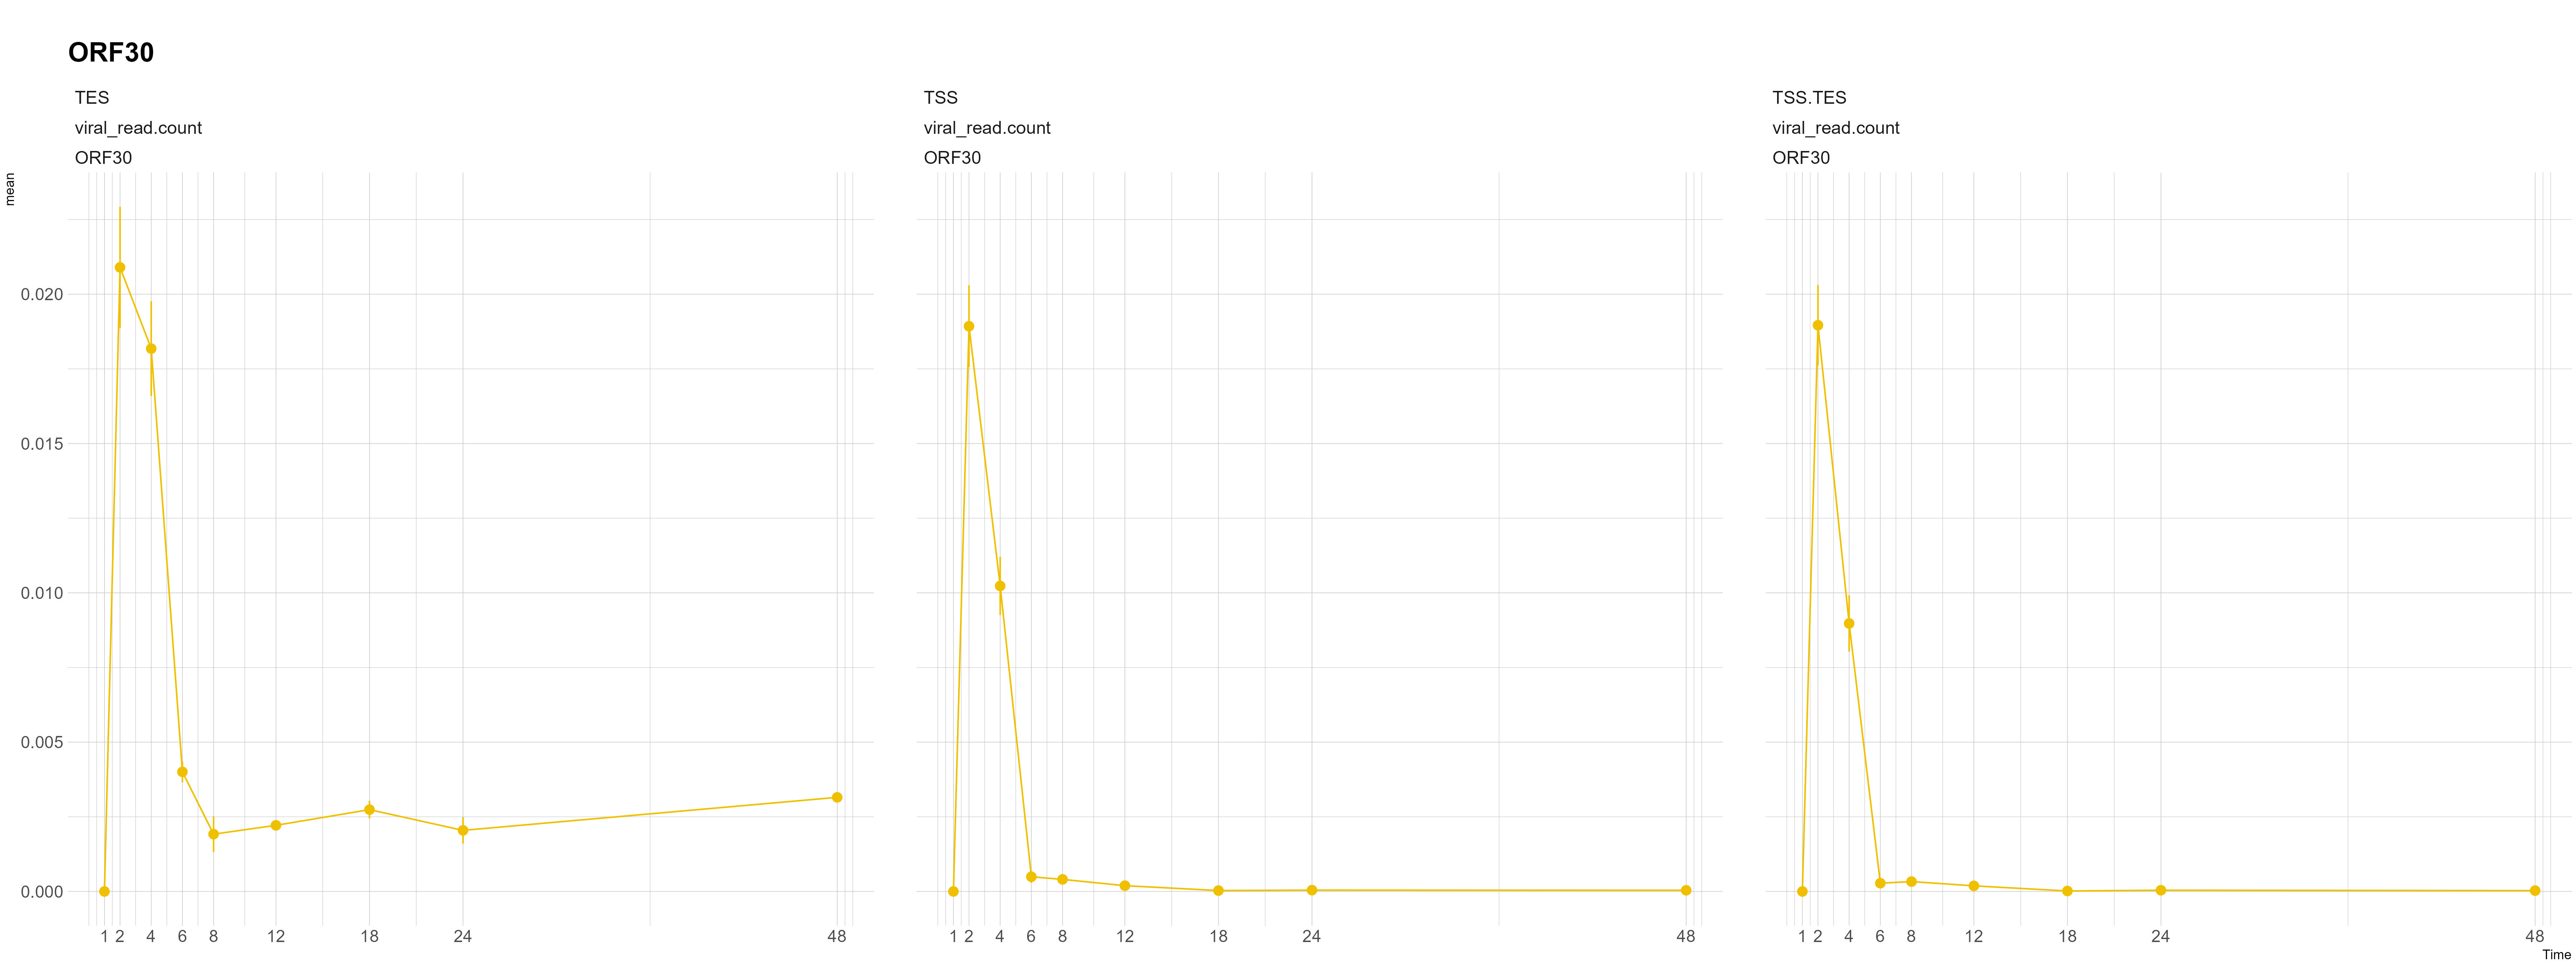 ORF30
TES
viral_read.count
ORF30
TSS
viral_read.count
ORF30
TSS.TES
viral_read.count
ORF30
mean
0.020
0.015
0.010
0.005
0.000
1 2 4 6 8 12 18 24 48
1 2 4 6 8 12 18 24 48
1 2 4 6 8 12 18 24 48
Time